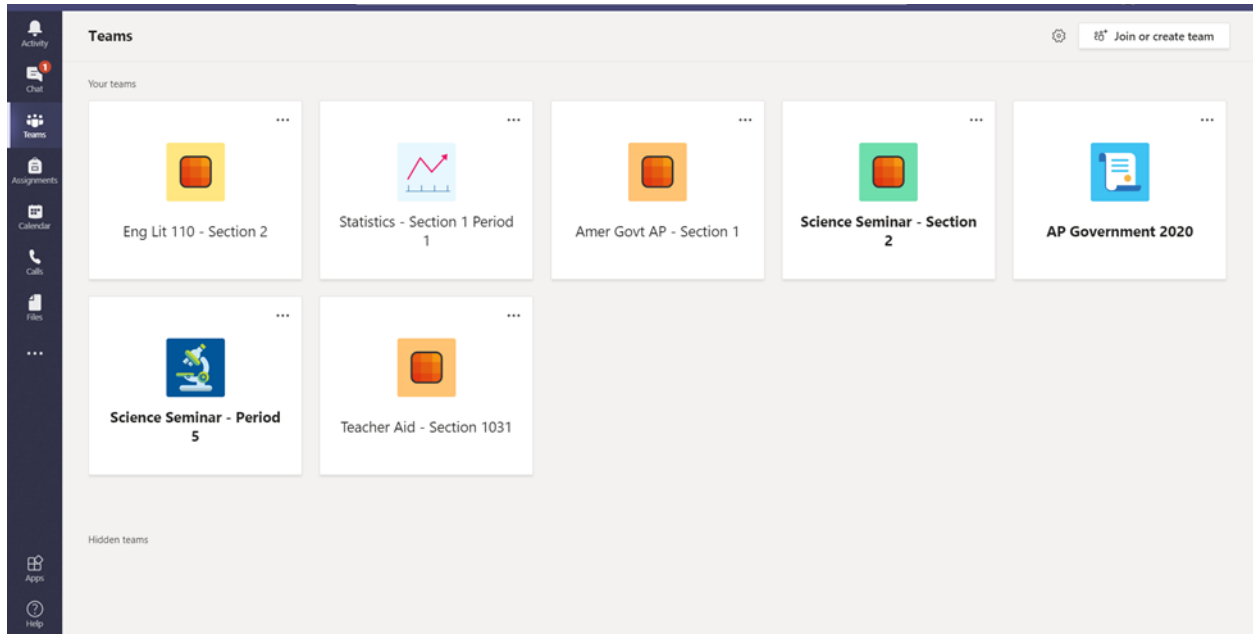 Activity
Chat
1
Teams
Assignments
Calendar
Calls
Files
Apps
Help
Teams
Join or create team
Your teams
Eng Lit 110 - Section 2
Statistics - Section 1 Period
1
Amer Govt AP - Section 1
Science Seminar - Section
2
AP Government 2020
Science Seminar - Period
5
Teacher Aid - Section 1031
Hidden teams